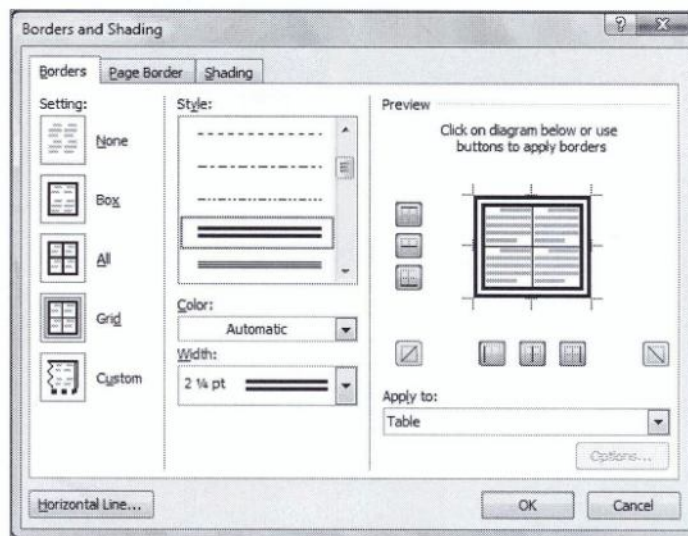 Borders and Shading
Borders Page Border Shading
Setting:
None
Box
All
Grid
Custom
Style:
Color:
Automatic
Width:
2 ¼ pt
Preview
Click on diagram below or use
buttons to apply borders
Apply to:
Table
Options...
Horizontal Line...
OK Cancel